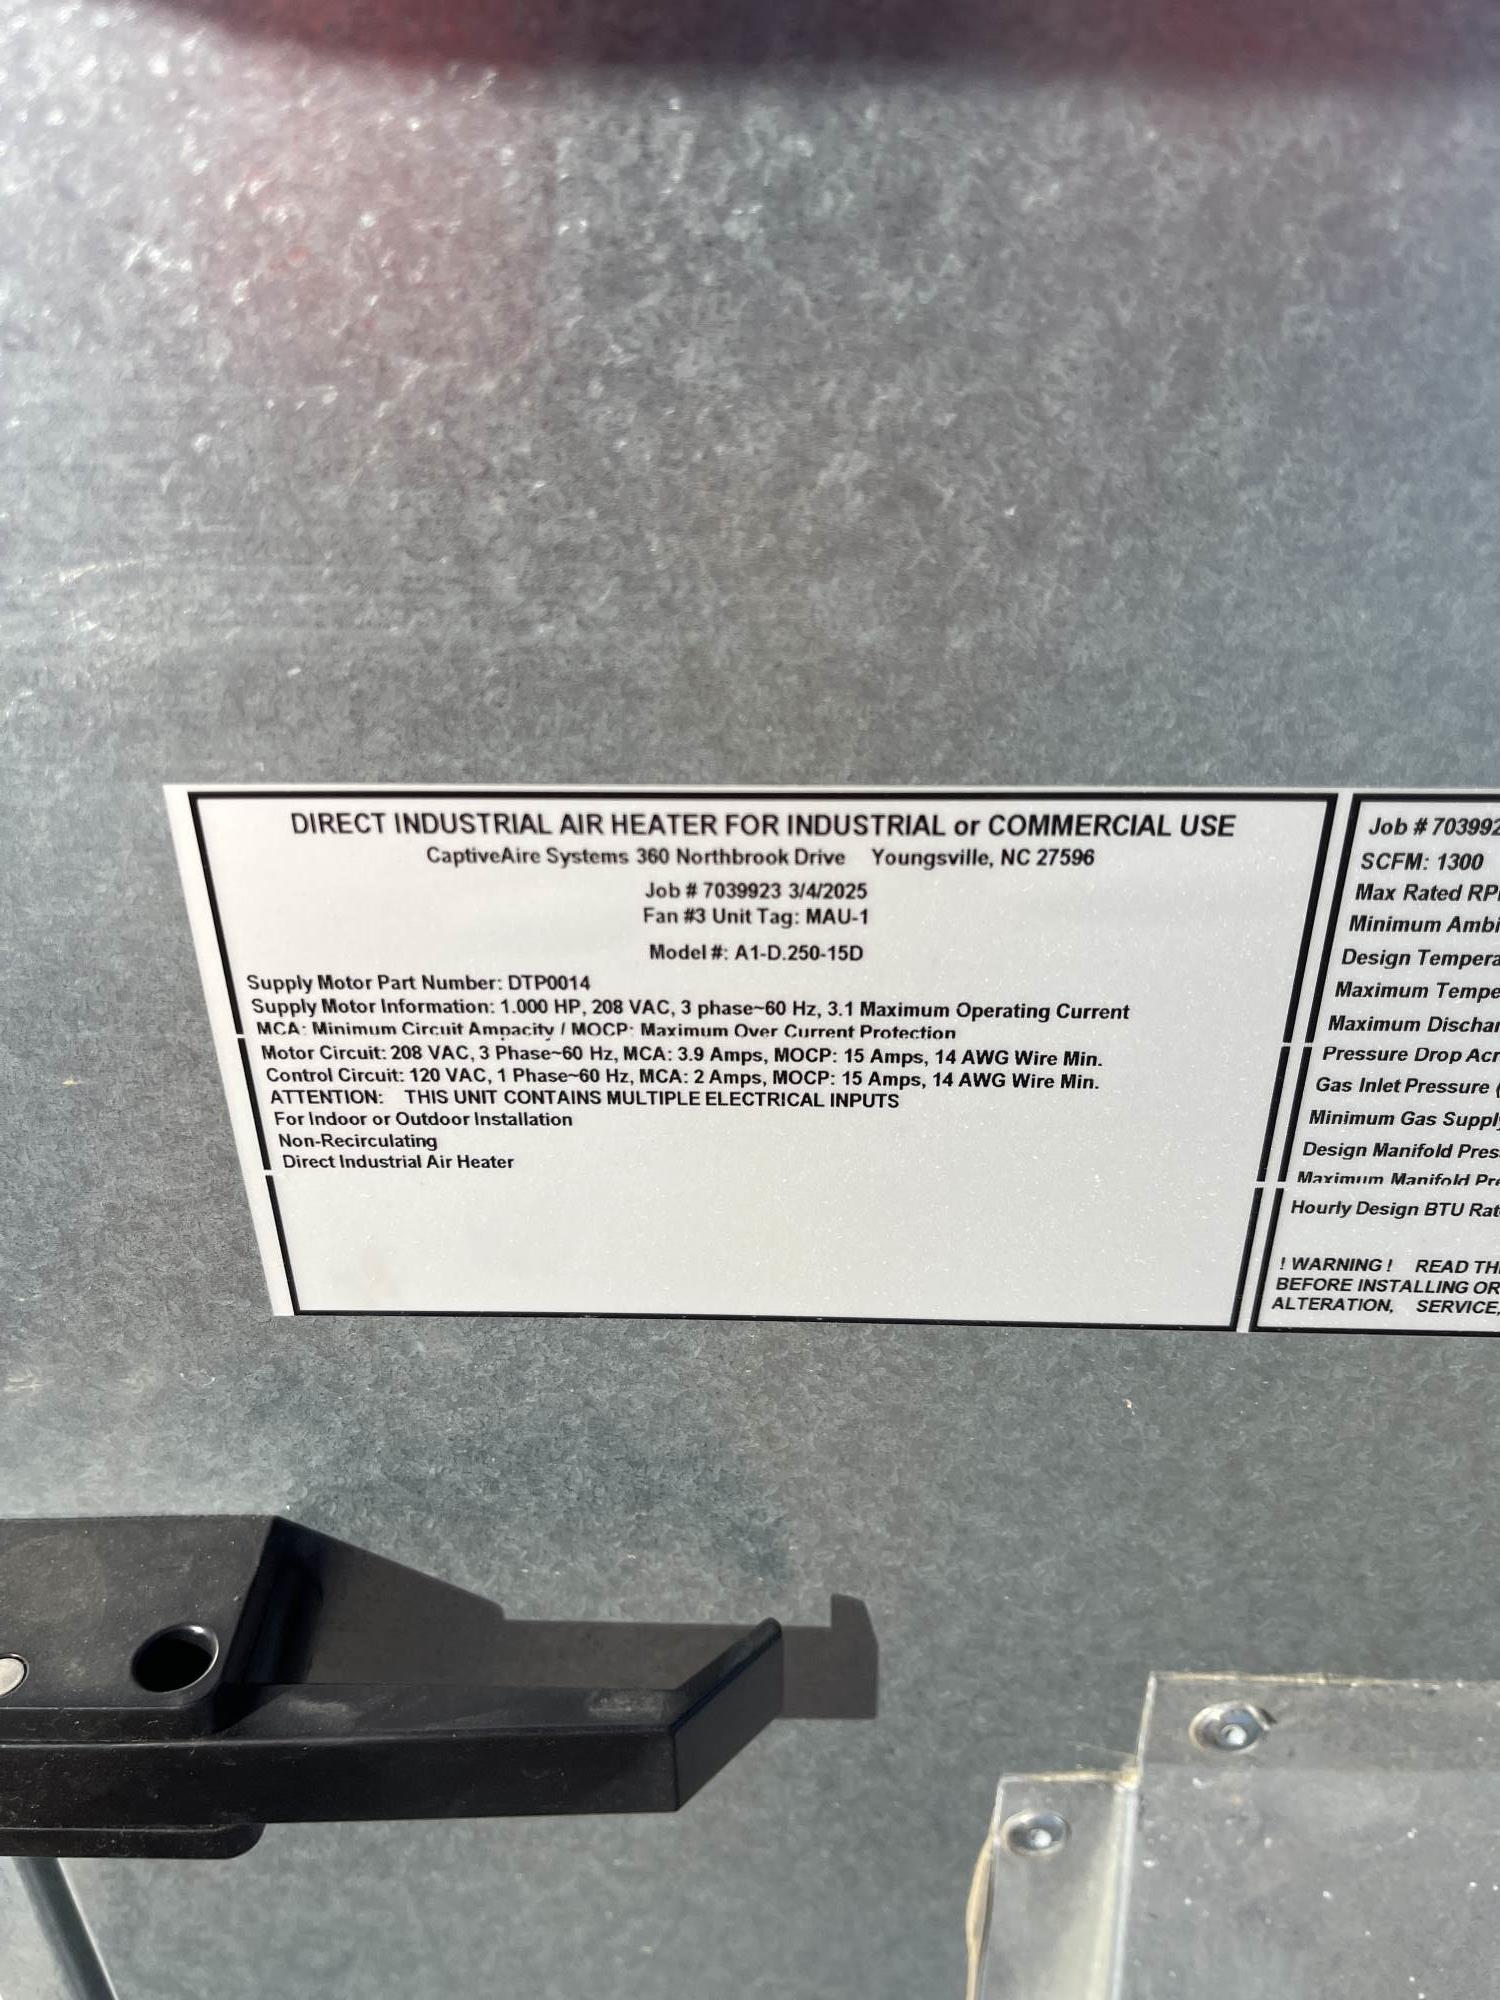 DIRECT INDUSTRIAL AIR HEATER FOR INDUSTRIAL or COMMERCIAL USE
CaptiveAire Systems 360 Northbrook Drive Youngsville, NC 27596
Job # 7039923 3/4/2025
Fan #3 Unit Tag: MAU-1
Model #: A1-D.250-15D
Supply Motor Part Number: DTP0014
Supply Motor Information: 1.000 HP, 208 VAC, 3 phase~60 Hz, 3.1 Maximum Operating Current
MCA: Minimum Circuit Ampacity / MOCP: Maximum Over Current Protection
Motor Circuit: 208 VAC, 3 Phase~60 Hz, MCA: 3.9 Amps, MOCP: 15 Amps, 14 AWG Wire Min.
Control Circuit: 120 VAC, 1 Phase~60 Hz, MCA: 2 Amps, MOCP: 15 Amps, 14 AWG Wire Min.
ATTENTION: THIS UNIT CONTAINS MULTIPLE ELECTRICAL INPUTS
For Indoor or Outdoor Installation
Non-Recirculating
Direct Industrial Air Heater
Job # 703992
SCFM: 1300
Max Rated
Minimum
Design
Maximum
Maximum
Pressure Drop
Gas Inlet Pressure
Minimum Gas Supply
Design Manifold
Maximum Manifold
Hourly Design BTU
! WARNING ! READ
BEFORE INSTALLING OR
ALTERATION, SERVICE,